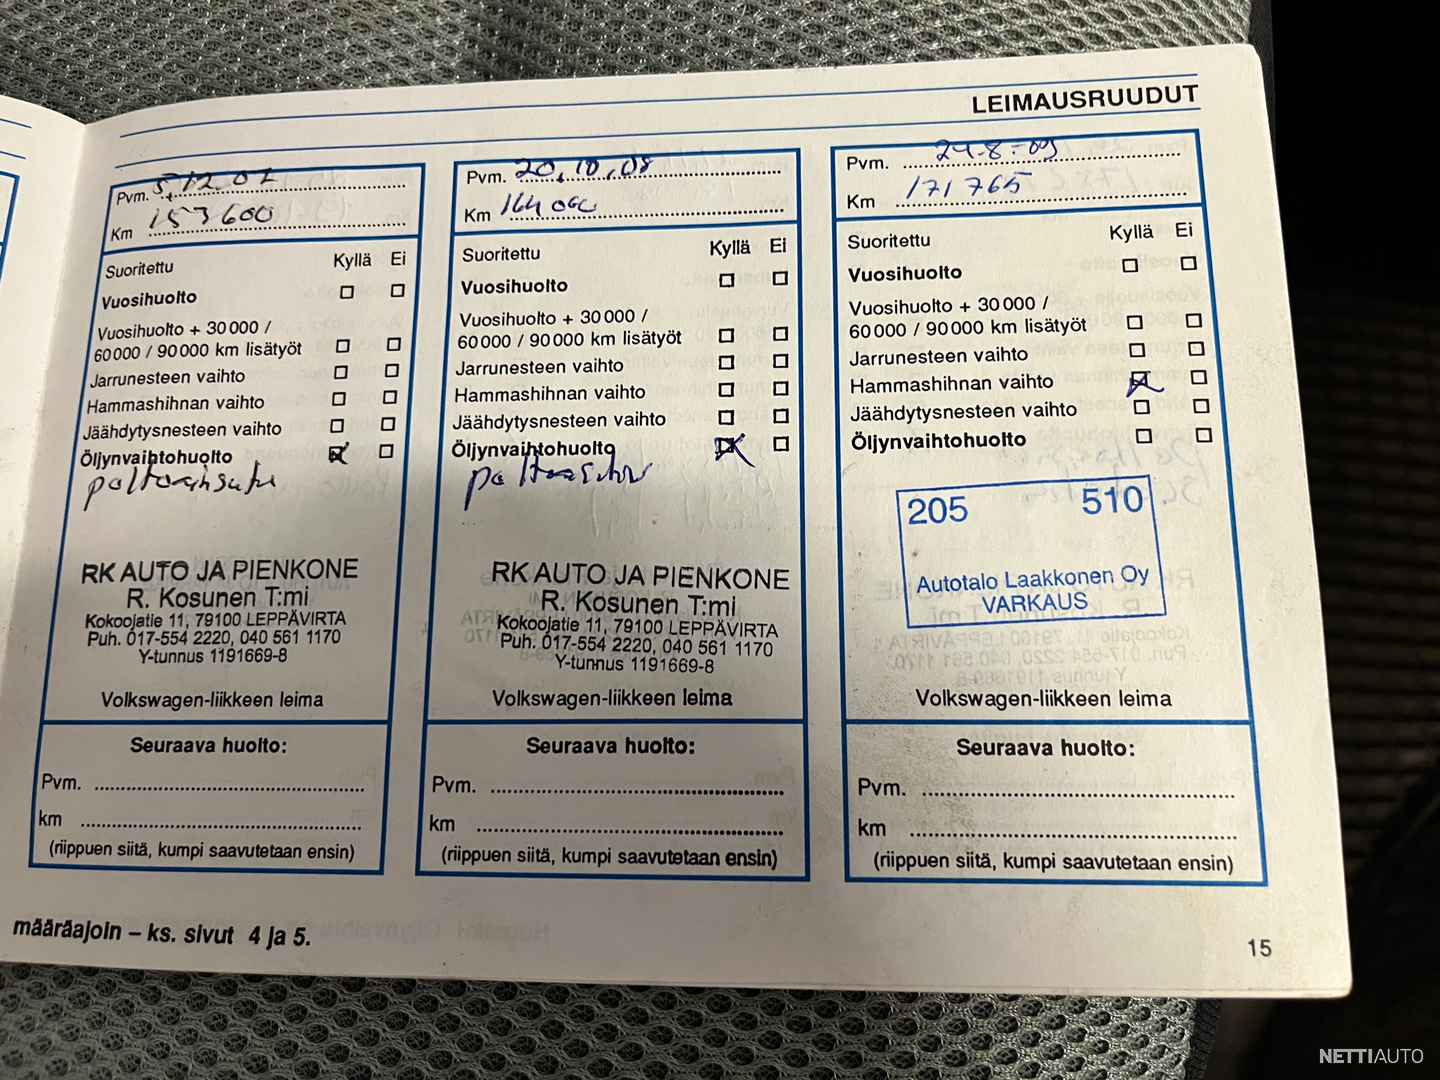 LEIMAUSRUUDUT
Pvm. 5,12.07
Km 153600
Suoritettu Kyllä Ei
Vuosihuolto
Vuosihuolto + 30 000 /
60 000 / 90 000 km lisätyöt
Jarrunesteen vaihto
Hammashihnan vaihto
Jäähdytysnesteen vaihto
Öljynvaihtohuolto
RK AUTO JA PIENKONE
R. Kosunen T:mi
Kokoojatie 11, 79100 LEPPÄVIRTA
Puh. 017-554 2220, 040 561 1170
Y-tunnus 1191669-8
Volkswagen-liikkeen leima
Seuraava huolto:
Pvm.
km
(riippuen siitä, kumpi saavutetaan ensin)
Pvm. 20,10,08
Km 164000
Suoritettu Kyllä Ei
Vuosihuolto
Vuosihuolto + 30 000 /
60 000 / 90 000 km lisätyöt
Jarrunesteen vaihto
Hammashihnan vaihto
Jäähdytysnesteen vaihto
Öljynvaihtohuolto
RK AUTO JA PIENKONE
R. Kosunen T:mi
Kokoojatie 11, 79100 LEPPÄVIRTA
Puh. 017-554 2220, 040 561 1170
Y-tunnus 1191669-8
Volkswagen-liikkeen leima
Seuraava huolto:
Pvm.
km
(riippuen siitä, kumpi saavutetaan ensin)
Pvm. 24.8-09
Km 171765
Suoritettu Kyllä Ei
Vuosihuolto
Vuosihuolto + 30 000 /
60 000 / 90 000 km lisätyöt
Jarrunesteen vaihto
Hammashihnan vaihto
Jäähdytysnesteen vaihto
Öljynvaihtohuolto
205 510
Autotalo Laakkonen Oy
VARKAUS
Volkswagen-liikkeen leima
Seuraava huolto:
Pvm.
km
(riippuen siitä, kumpi saavutetaan ensin)
määräajoin – ks. sivut 4 ja 5.
15
NETTIAUTO